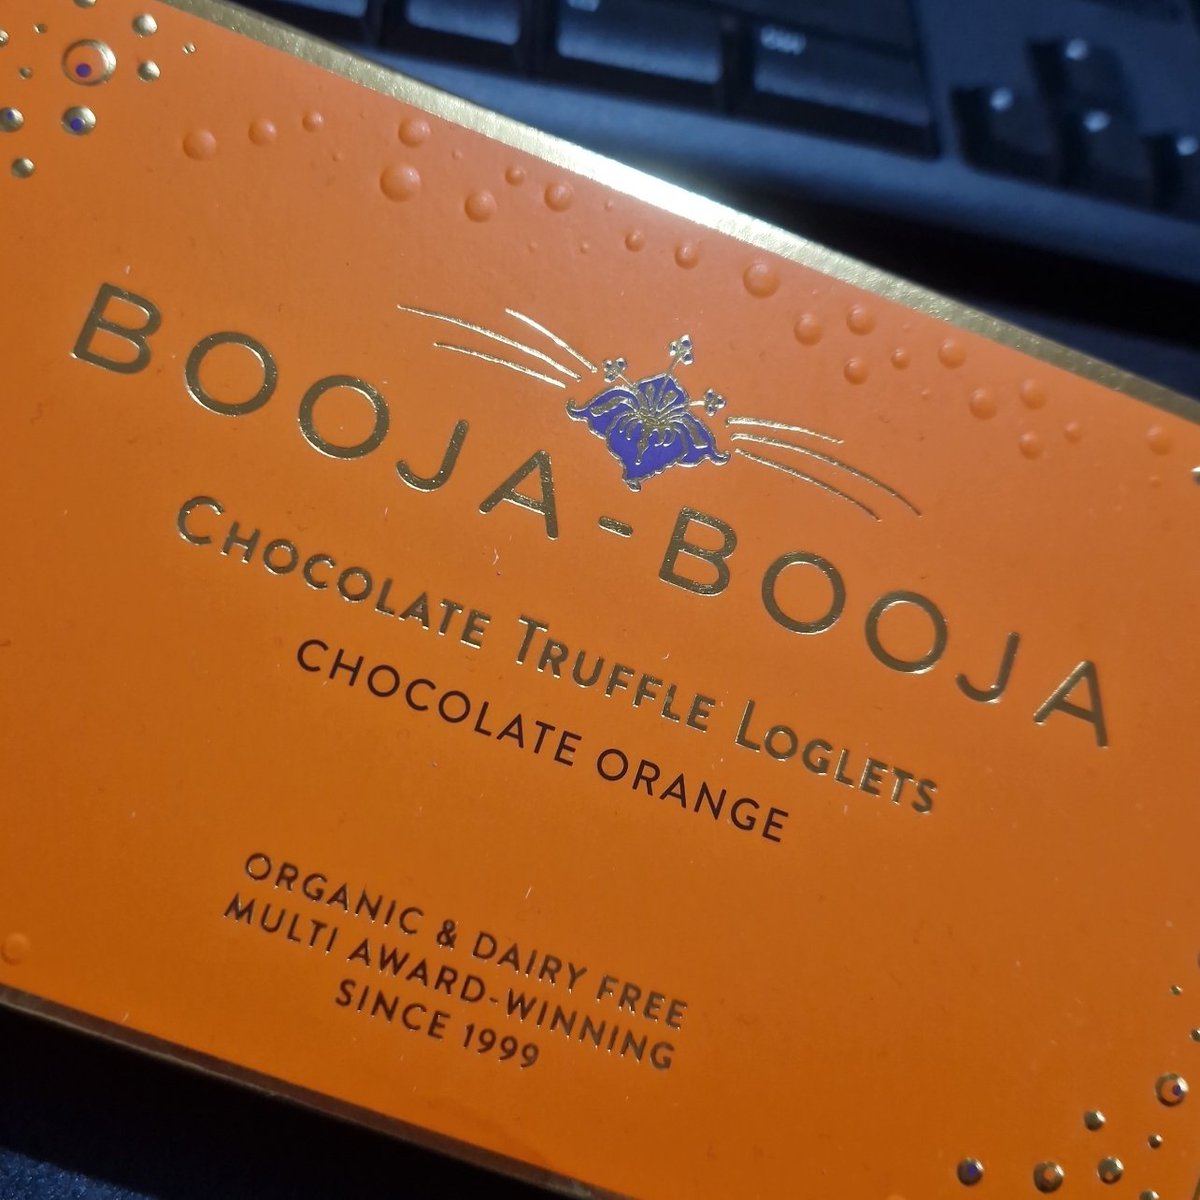 BOOJA-BOOJA
CHOCOLATE TRUFFLE LOGLETS
CHOCOLATE ORANGE
ORGANIC & DAIRY FREE
MULTI AWARD-WINNING
SINCE 1999